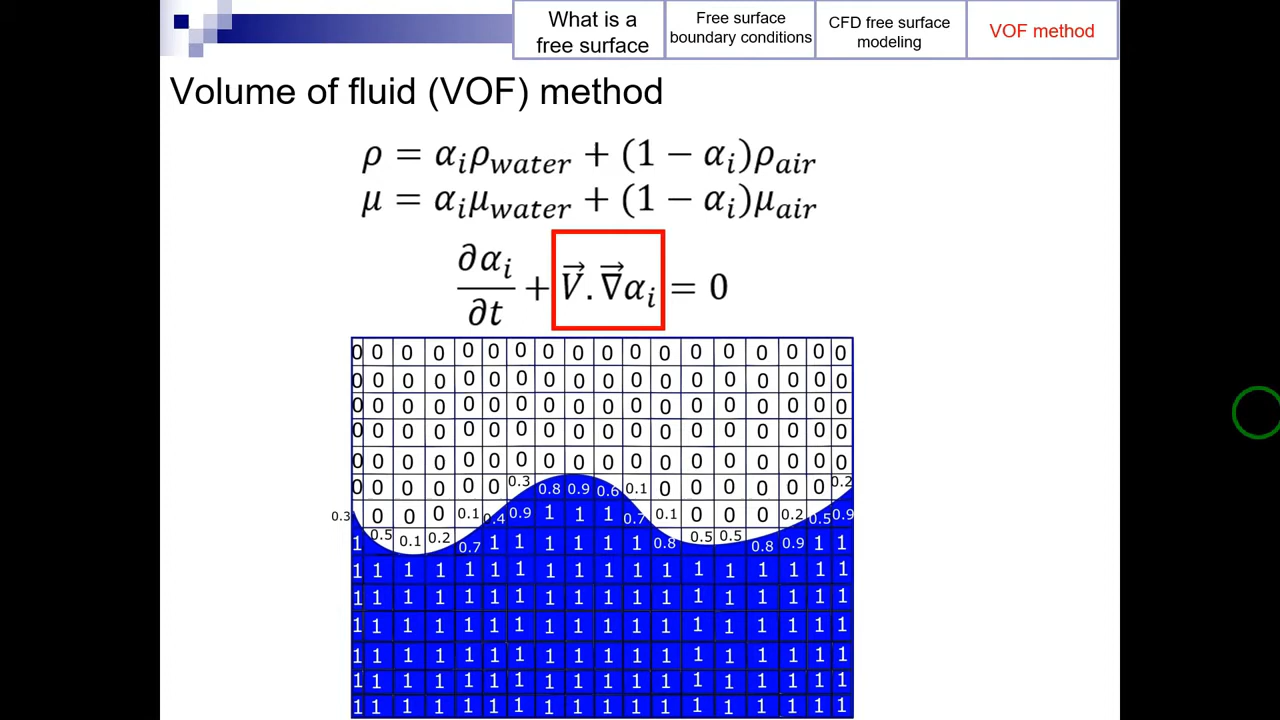 What is a
free surface
Free surface
boundary conditions
CFD free surface
modeling
VOF method
Volume of fluid (VOF) method
ρ = αᵢρ_water + (1 − αᵢ)ρ_air
μ = αᵢμ_water + (1 − αᵢ)μ_air
∂αᵢ/∂t + V⃗.∇⃗αᵢ = 0
0 0 0 0 0 0 0 0 0 0 0 0 0 0 0 0 0 0
0 0 0 0 0 0 0 0 0 0 0 0 0 0 0 0 0 0
0 0 0 0 0 0 0 0 0 0 0 0 0 0 0 0 0 0
0 0 0 0 0 0 0 0 0 0 0 0 0 0 0 0 0 0
0 0 0 0 0 0 0 0 0 0 0 0 0 0 0 0 0 0
0 0 0 0 0 0 0.3 0.8 0.9 0.6 0.1 0 0 0 0 0 0 0.2
0.3 0 0 0 0.1 0.4 0.9 1 1 1 0.7 0.1 0 0 0 0.2 0.5 0.9
1 0.5 0.1 0.2 0.7 1 1 1 1 1 1 0.8 0.5 0.5 0.8 0.9 1 1
1 1 1 1 1 1 1 1 1 1 1 1 1 1 1 1 1 1
1 1 1 1 1 1 1 1 1 1 1 1 1 1 1 1 1 1
1 1 1 1 1 1 1 1 1 1 1 1 1 1 1 1 1 1
1 1 1 1 1 1 1 1 1 1 1 1 1 1 1 1 1 1
1 1 1 1 1 1 1 1 1 1 1 1 1 1 1 1 1 1
1 1 1 1 1 1 1 1 1 1 1 1 1 1 1 1 1 1